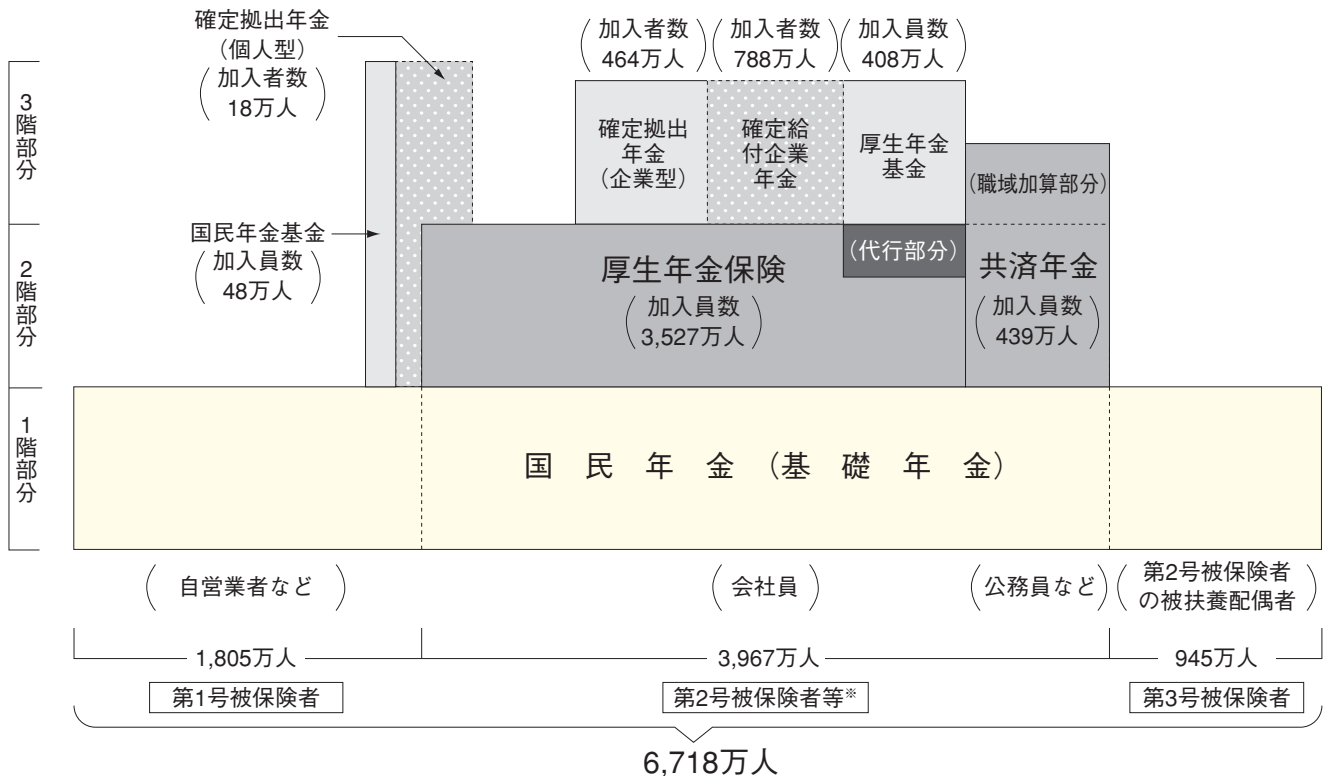 確定拠出年金
（個人型）
（加入者数
18万人）
（加入者数
464万人）
（加入者数
788万人）
（加入員数
408万人）
3階部分
確定拠出
年金
（企業型）
確定給
付企業
年金
厚生年金
基金
（職域加算部分）
国民年金基金
（加入員数
48万人）
2階部分
（代行部分）
厚生年金保険
（加入員数
3,527万人）
共済年金
（加入員数
439万人）
1階部分
国民年金（基礎年金）
（自営業者など）
（会社員）
（公務員など）
（第2号被保険者
の被扶養配偶者）
1,805万人
3,967万人
945万人
第1号被保険者
第2号被保険者等※
第3号被保険者
6,718万人